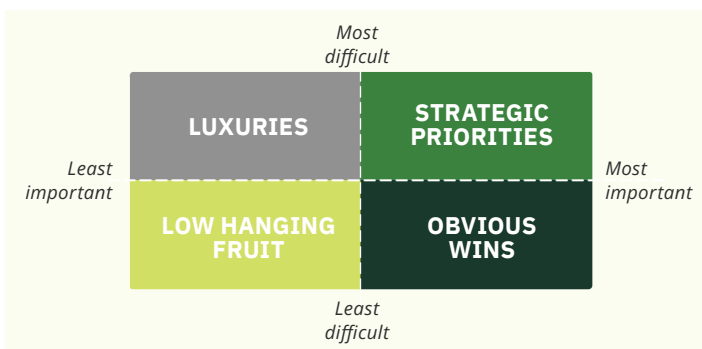 Most
difficult
LUXURIES
STRATEGIC
PRIORITIES
Least
important
Most
important
LOW HANGING
FRUIT
OBVIOUS
WINS
Least
difficult